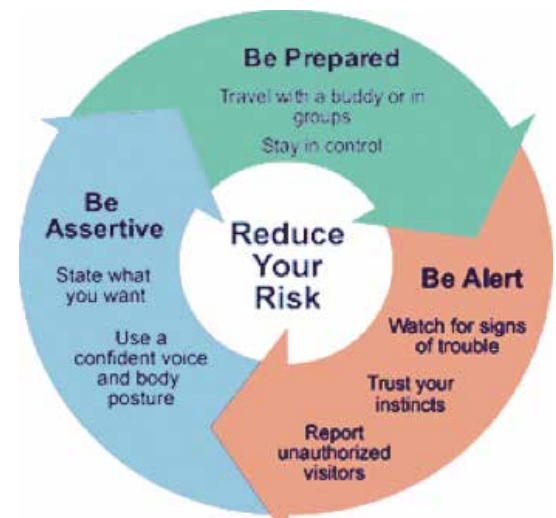 Be Prepared
Travel with a buddy or in
groups
Stay in control
Be Alert
Watch for signs
of trouble
Trust your
instincts
Report
unauthorized
visitors
Be
Assertive
State what
you want
Use a
confident voice
and body
posture
Reduce
Your
Risk